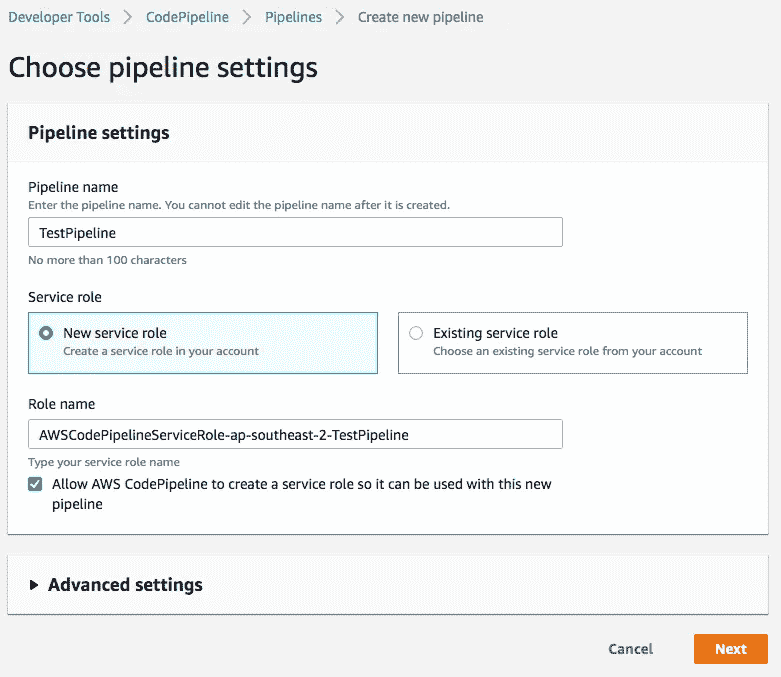 Developer Tools > CodePipeline > Pipelines > Create new pipeline
Choose pipeline settings
Pipeline settings
Pipeline name
Enter the pipeline name. You cannot edit the pipeline name after it is created.
TestPipeline
No more than 100 characters
Service role
New service role
Create a service role in your account
Existing service role
Choose an existing service role from your account
Role name
AWSCodePipelineServiceRole-ap-southeast-2-TestPipeline
Type your service role name
Allow AWS CodePipeline to create a service role so it can be used with this new
pipeline
Advanced settings
Cancel
Next